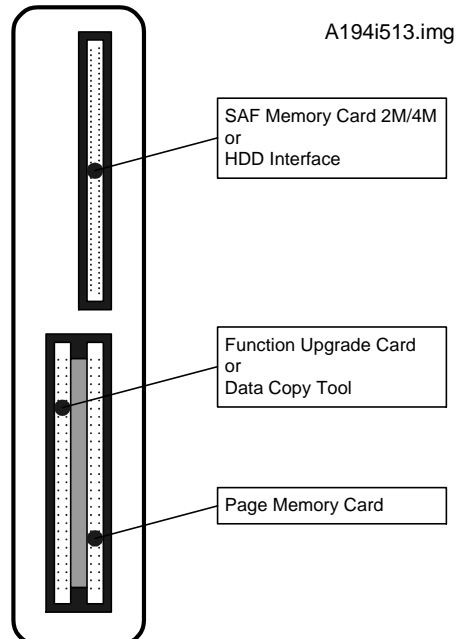 A194i513.img
SAF Memory Card 2M/4M
or
HDD Interface
Function Upgrade Card
or
Data Copy Tool
Page Memory Card